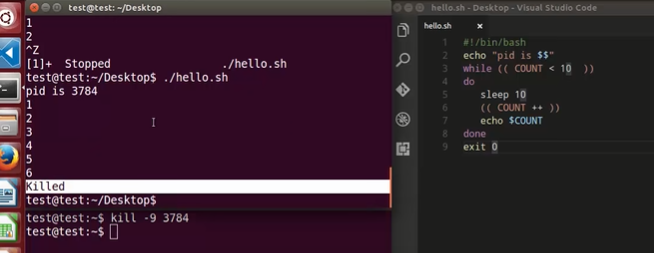 test@test: ~/Desktop
1
2
^Z
[1]+  Stopped                 ./hello.sh
test@test:~/Desktop$ ./hello.sh
pid is 3784
1
2
3
4
5
6
Killed
test@test:~/Desktop$
test@test:~$ kill -9 3784
test@test:~$
hello.sh - Desktop - Visual Studio Code
hello.sh
1 #!/bin/bash
2 echo "pid is $$"
3 while (( COUNT < 10  ))
4 do
5     sleep 10
6     (( COUNT ++ ))
7     echo $COUNT
8 done
9 exit 0